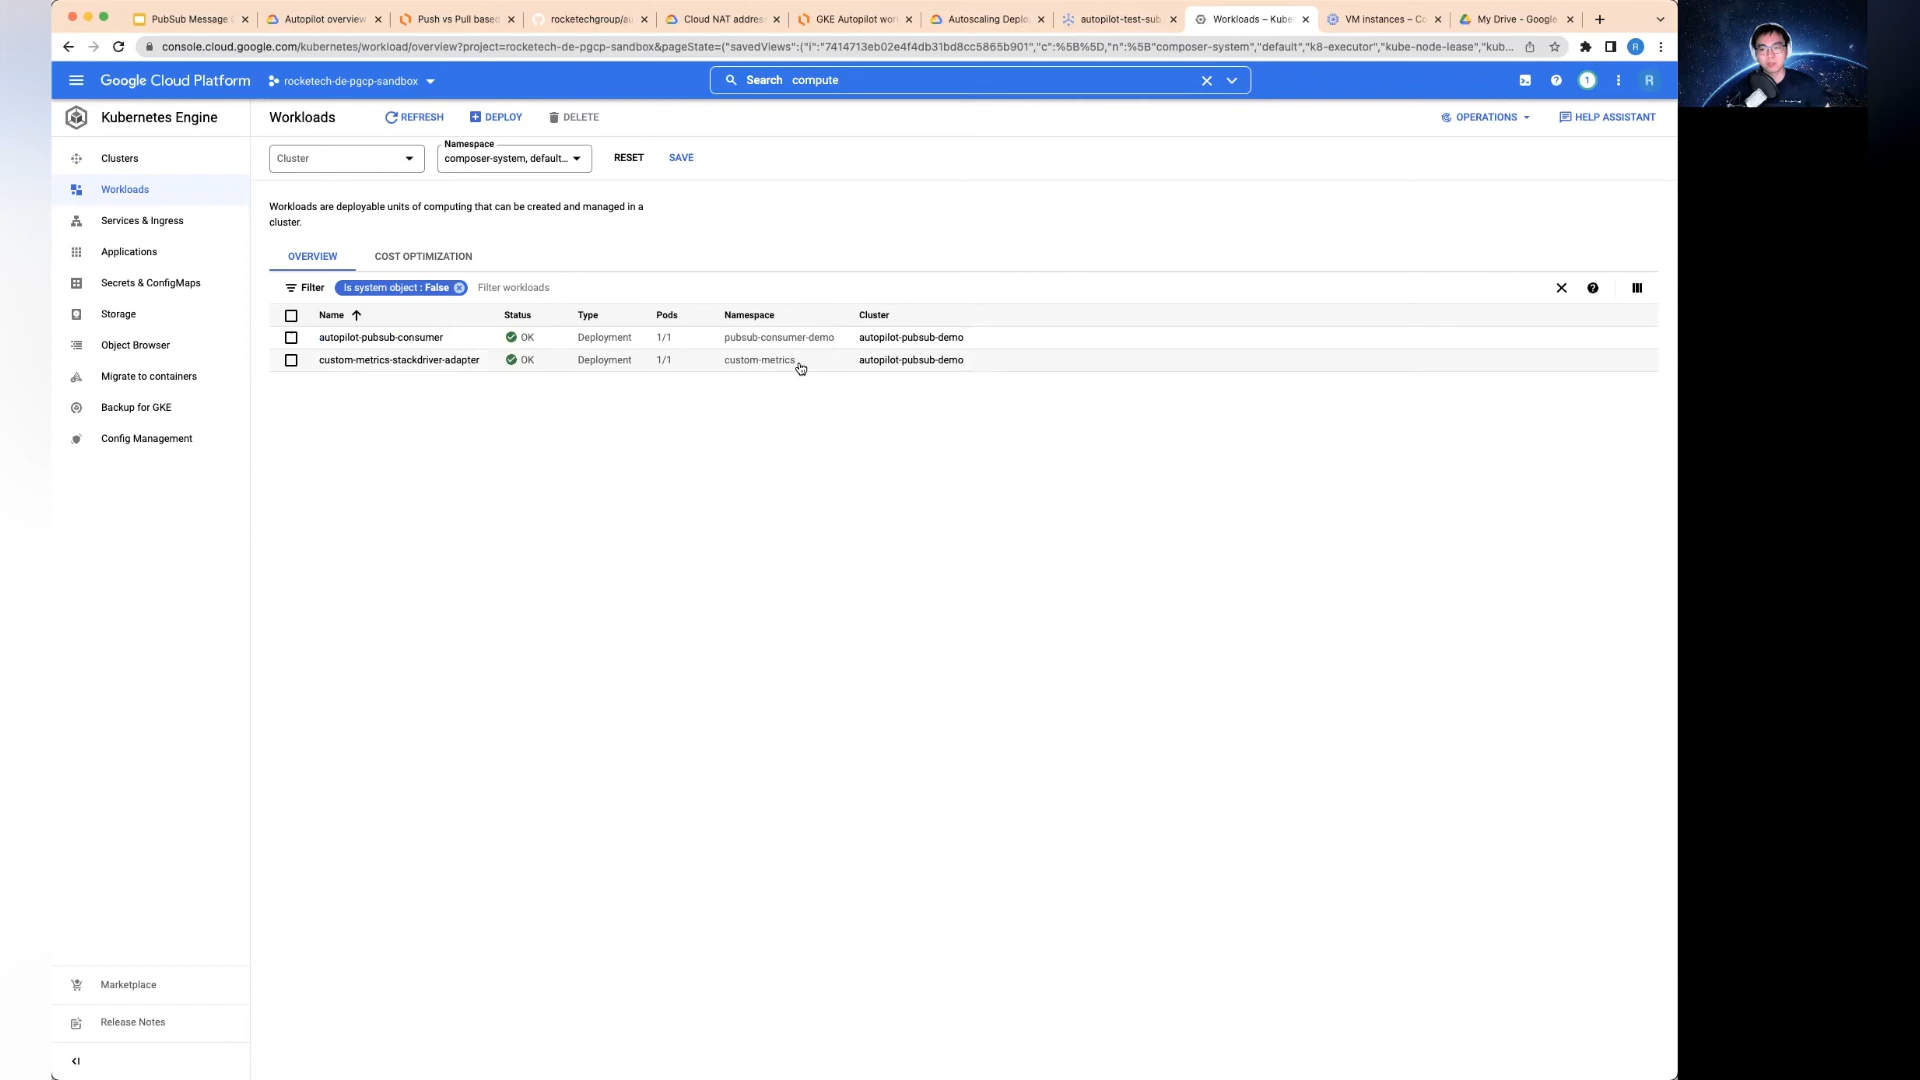 PubSub Message
Autopilot overview
Push vs Pull based
rocketechgroup/au
Cloud NAT addres
GKE Autopilot wor
Autoscaling Deplo
autopilot-test-sub
Workloads – Kube
VM instances – Co
My Drive - Google
console.cloud.google.com/kubernetes/workload/overview?project=rocketech-de-pgcp-sandbox&pageState=("savedViews":("i":"7414713eb02e4f4db31bd8cc5865b901","c":%5B%5D,"n":%5B"composer-system","default","k8-executor","kube-node-lease","kub...
R
Google Cloud Platform
rocketech-de-pgcp-sandbox
Search compute
1
R
Kubernetes Engine
Workloads
REFRESH
DEPLOY
DELETE
OPERATIONS
HELP ASSISTANT
Clusters
Workloads
Services & Ingress
Applications
Secrets & ConfigMaps
Storage
Object Browser
Migrate to containers
Backup for GKE
Config Management
Marketplace
Release Notes
Cluster
Namespace
composer-system, default...
RESET
SAVE
Workloads are deployable units of computing that can be created and managed in a
cluster.
OVERVIEW
COST OPTIMIZATION
Filter
Is system object : False
Filter workloads
Name Status Type Pods Namespace Cluster
autopilot-pubsub-consumer OK Deployment 1/1 pubsub-consumer-demo autopilot-pubsub-demo
custom-metrics-stackdriver-adapter OK Deployment 1/1 custom-metrics autopilot-pubsub-demo